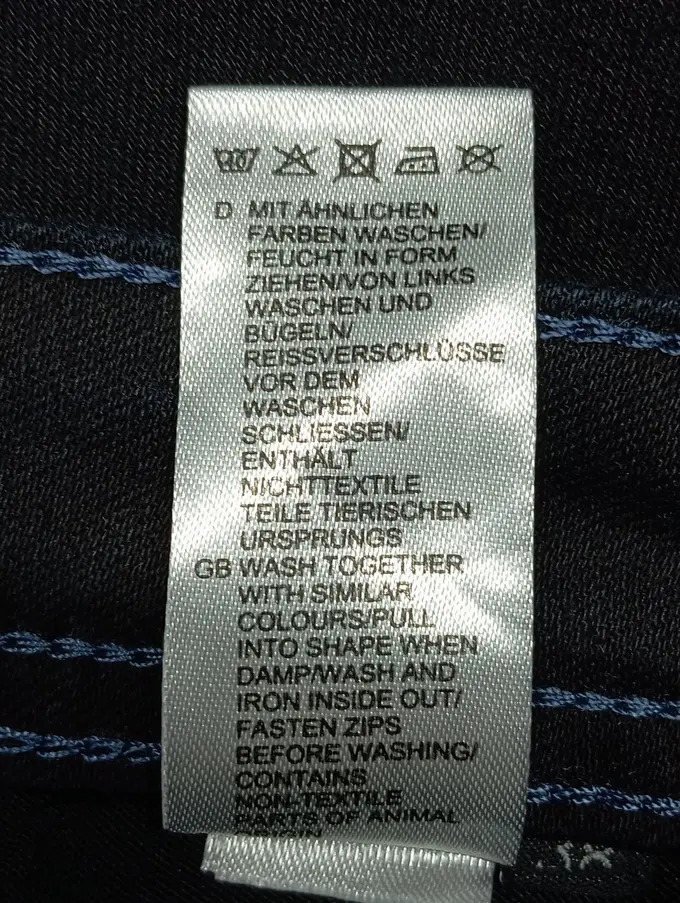 D MIT ÄHNLICHEN
FARBEN WASCHEN/
FEUCHT IN FORM
ZIEHEN/VON LINKS
WASCHEN UND
BÜGELN/
REISSVERSCHLÜSSE
VOR DEM
WASCHEN
SCHLIESSEN/
ENTHÄLT
NICHTTEXTILE
TEILE TIERISCHEN
URSPRUNGS
GB WASH TOGETHER
WITH SIMILAR
COLOURS/PULL
INTO SHAPE WHEN
DAMP/WASH AND
IRON INSIDE OUT/
FASTEN ZIPS
BEFORE WASHING/
CONTAINS
NON-TEXTILE
PARTS OF ANIMAL
ORIGIN